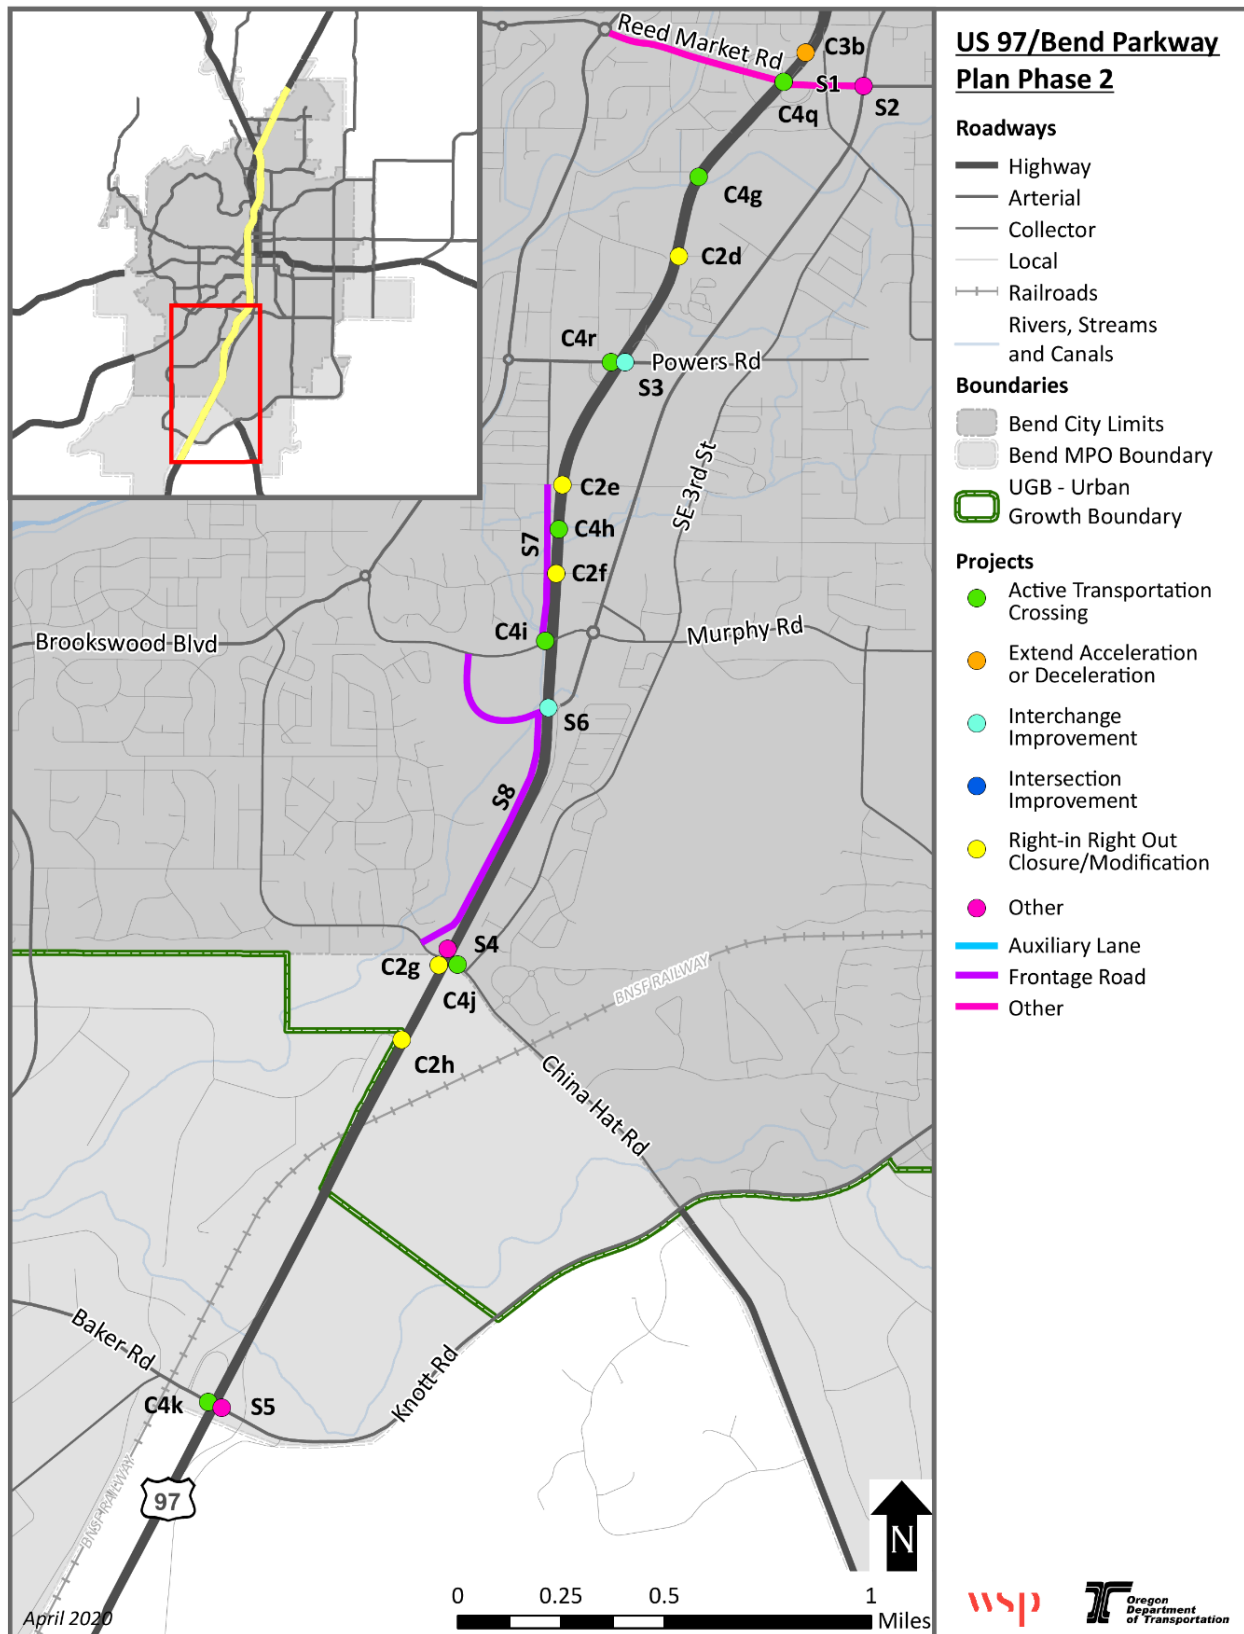 US 97/Bend Parkway
Plan Phase 2
Roadways
Highway
Arterial
Collector
Local
Railroads
Rivers, Streams
and Canals
Boundaries
Bend City Limits
Bend MPO Boundary
UGB - Urban
Growth Boundary
Projects
Active Transportation
Crossing
Extend Acceleration
or Deceleration
Interchange
Improvement
Intersection
Improvement
Right-in Right Out
Closure/Modification
Other
Auxiliary Lane
Frontage Road
Other
Reed Market Rd
C3b
S1
S2
C4q
C4g
C2d
C4r
S3
Powers Rd
SE 3rd St
C2e
C4h
S7
C2f
C4i
Brookswood Blvd
Murphy Rd
S6
S8
S4
C2g
C4j
BNSF RAILWAY
C2h
China Hat Rd
Baker Rd
Knott Rd
C4k
S5
97
BNSF RAILWAY
N
April 2020
0 0.25 0.5 1
Miles
wsp
Oregon
Department
of Transportation